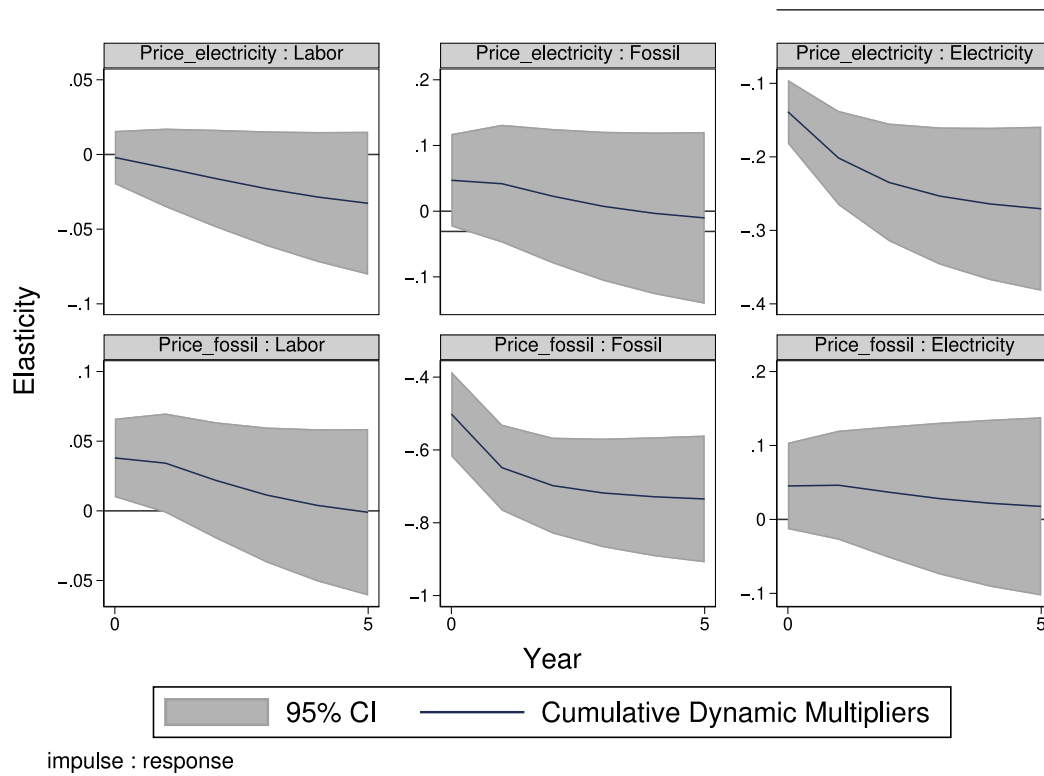 Price_electricity : Labor
.05
0
-.05
-.1
Price_electricity : Fossil
.2
.1
0
-.1
Price_electricity : Electricity
-.1
-.2
-.3
-.4
Elasticity
Price_fossil : Labor
.1
.05
0
-.05
0
5
Price_fossil : Fossil
-.4
-.6
-.8
-1
0
5
Price_fossil : Electricity
.2
.1
0
-.1
0
5
Year
95% CI
Cumulative Dynamic Multipliers
impulse : response